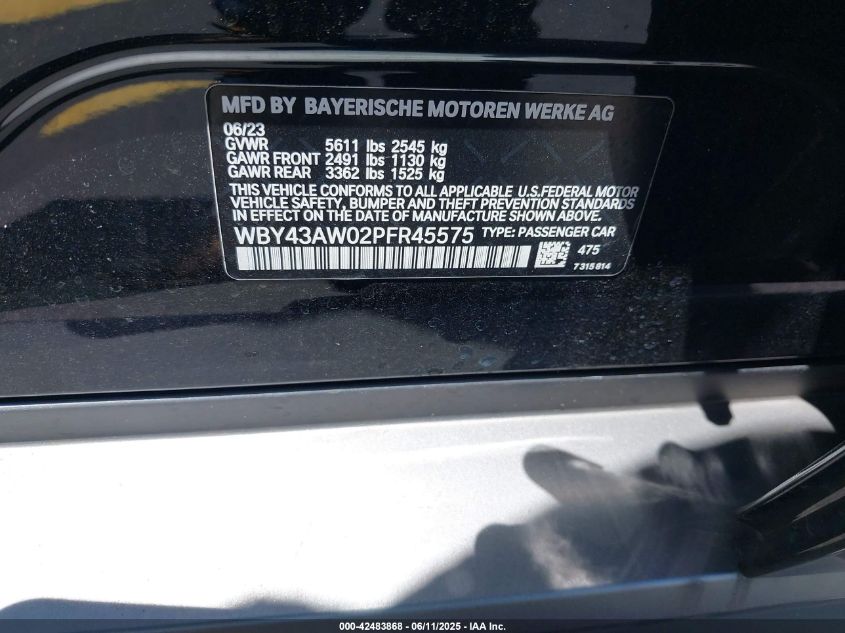 MFD BY BAYERISCHE MOTOREN WERKE AG
06/23
GVWR 5611 lbs 2545 kg
GAWR FRONT 2491 lbs 1130 kg
GAWR REAR 3362 lbs 1525 kg
THIS VEHICLE CONFORMS TO ALL APPLICABLE U.S.FEDERAL MOTOR
VEHICLE SAFETY, BUMPER AND THEFT PREVENTION STANDARDS
IN EFFECT ON THE DATE OF MANUFACTURE SHOWN ABOVE.
WBY43AW02PFR45575 TYPE: PASSENGER CAR
475
7315814
000-42483868 - 06/11/2025 - IAA Inc.